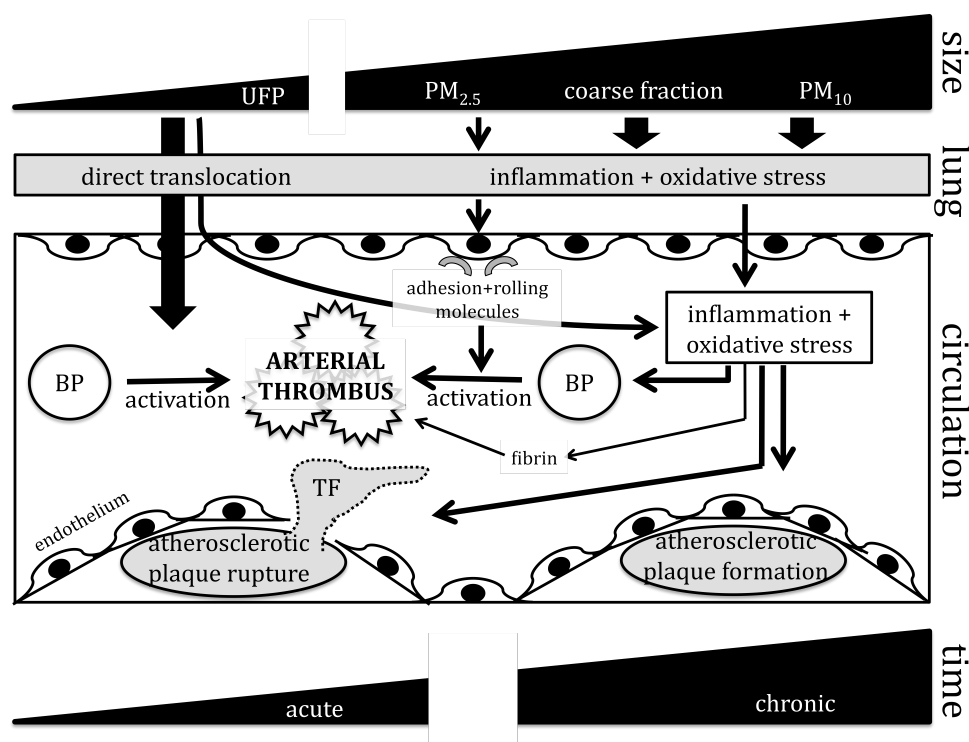 size
UFP
PM2.5
coarse fraction
PM10
lung
direct translocation
inflammation + oxidative stress
circulation
adhesion+rolling
molecules
inflammation +
oxidative stress
BP
activation
ARTERIAL
THROMBUS
activation
BP
fibrin
TF
endothelium
atherosclerotic
plaque rupture
atherosclerotic
plaque formation
time
acute
chronic